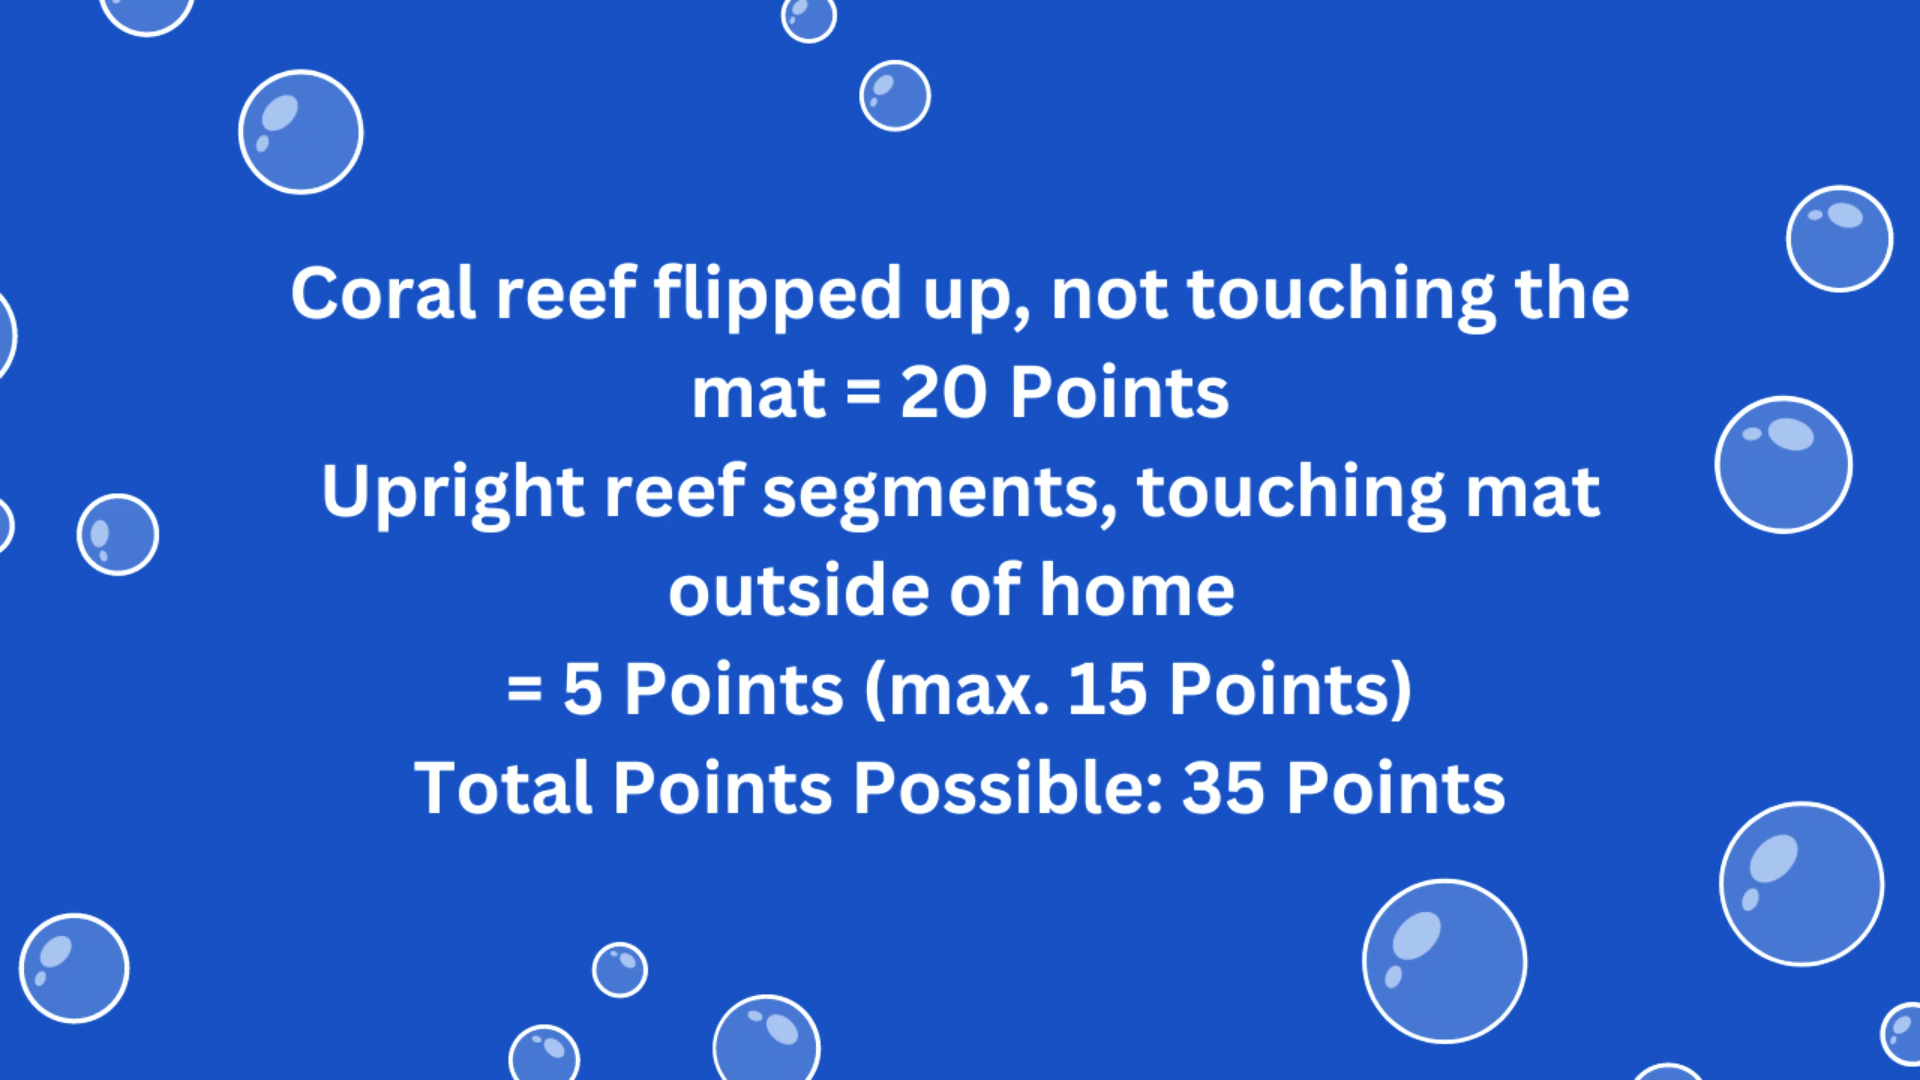 Coral reef flipped up, not touching the
mat = 20 Points
Upright reef segments, touching mat
outside of home
= 5 Points (max. 15 Points)
Total Points Possible: 35 Points